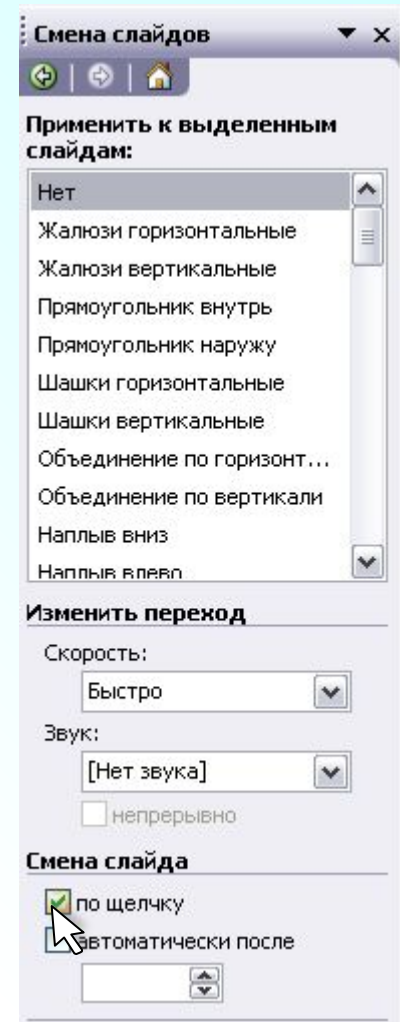 Смена слайдов
Применить к выделенным
слайдам:
Нет
Жалюзи горизонтальные
Жалюзи вертикальные
Прямоугольник внутрь
Прямоугольник наружу
Шашки горизонтальные
Шашки вертикальные
Объединение по горизонт...
Объединение по вертикали
Наплыв вниз
Наплыв влево
Изменить переход
Скорость:
Быстро
Звук:
[Нет звука]
непрерывно
Смена слайда
по щелчку
автоматически после